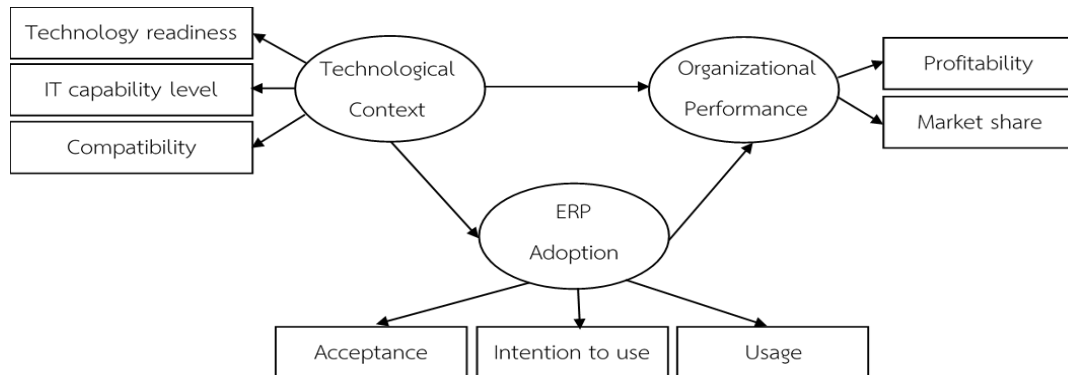 Technology readiness
IT capability level
Compatibility
Technological
Context
Organizational
Performance
Profitability
Market share
ERP
Adoption
Acceptance
Intention to use
Usage